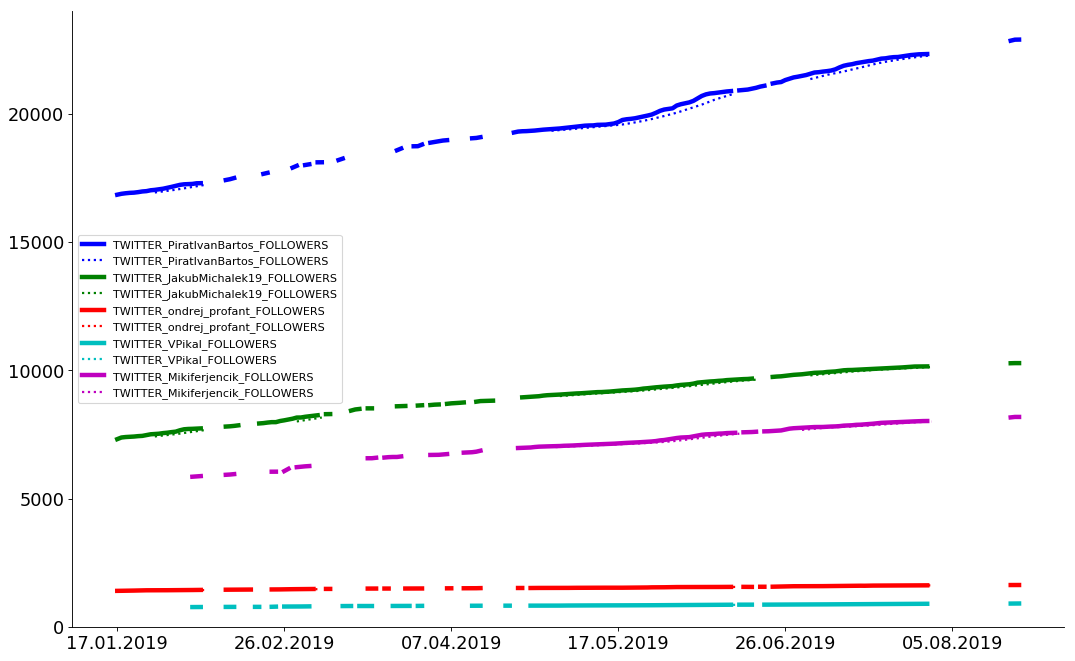 20000
15000
10000
5000
0
TWITTER_PiratIvanBartos_FOLLOWERS
TWITTER_PiratIvanBartos_FOLLOWERS
TWITTER_JakubMichalek19_FOLLOWERS
TWITTER_JakubMichalek19_FOLLOWERS
TWITTER_ondrej_profant_FOLLOWERS
TWITTER_ondrej_profant_FOLLOWERS
TWITTER_VPikal_FOLLOWERS
TWITTER_VPikal_FOLLOWERS
TWITTER_Mikiferjencik_FOLLOWERS
TWITTER_Mikiferjencik_FOLLOWERS
17.01.2019 26.02.2019 07.04.2019 17.05.2019 26.06.2019 05.08.2019